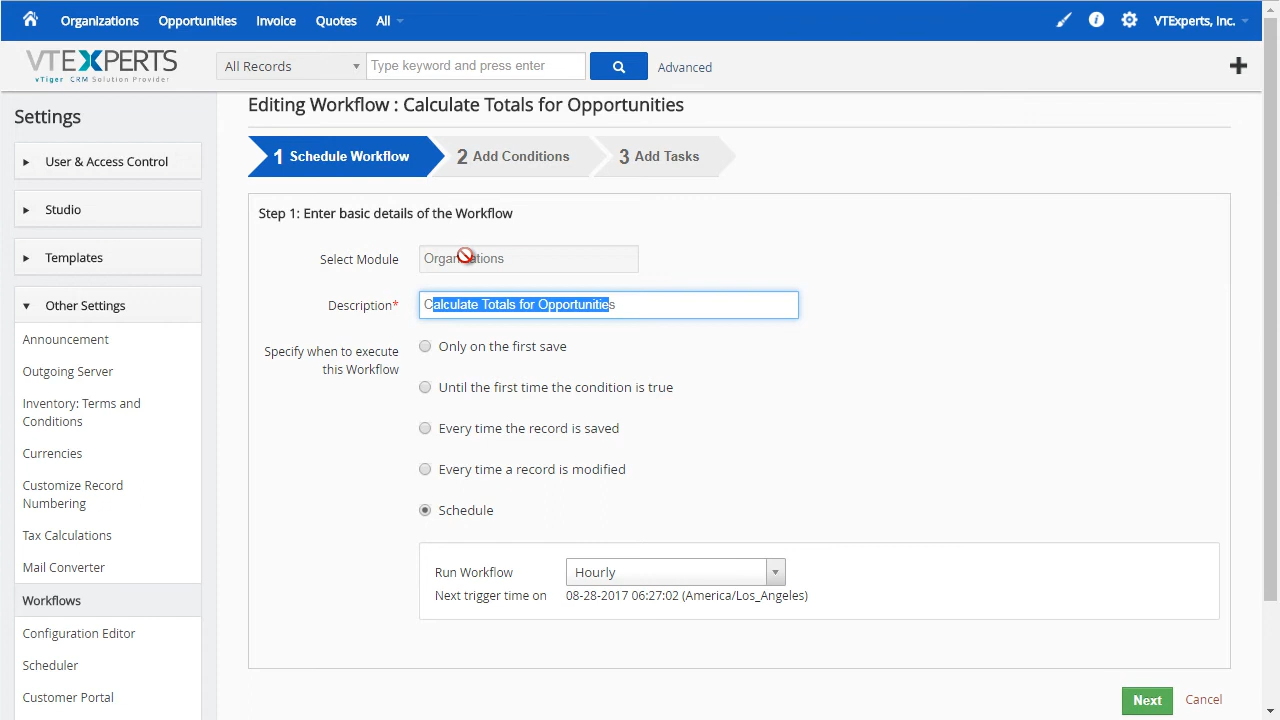 Organizations Opportunities Invoice Quotes All VTExperts, Inc.
VTEXPERTS
vTiger CRM Solution Provider
All Records Type keyword and press enter Advanced
Settings
User & Access Control
Studio
Templates
Other Settings
Announcement
Outgoing Server
Inventory: Terms and
Conditions
Currencies
Customize Record
Numbering
Tax Calculations
Mail Converter
Workflows
Configuration Editor
Scheduler
Customer Portal
Editing Workflow : Calculate Totals for Opportunities
1 Schedule Workflow 2 Add Conditions 3 Add Tasks
Step 1: Enter basic details of the Workflow
Select Module Organizations
Description* Calculate Totals for Opportunities
Specify when to execute
this Workflow
Only on the first save
Until the first time the condition is true
Every time the record is saved
Every time a record is modified
Schedule
Run Workflow Hourly
Next trigger time on 08-28-2017 06:27:02 (America/Los_Angeles)
Next Cancel